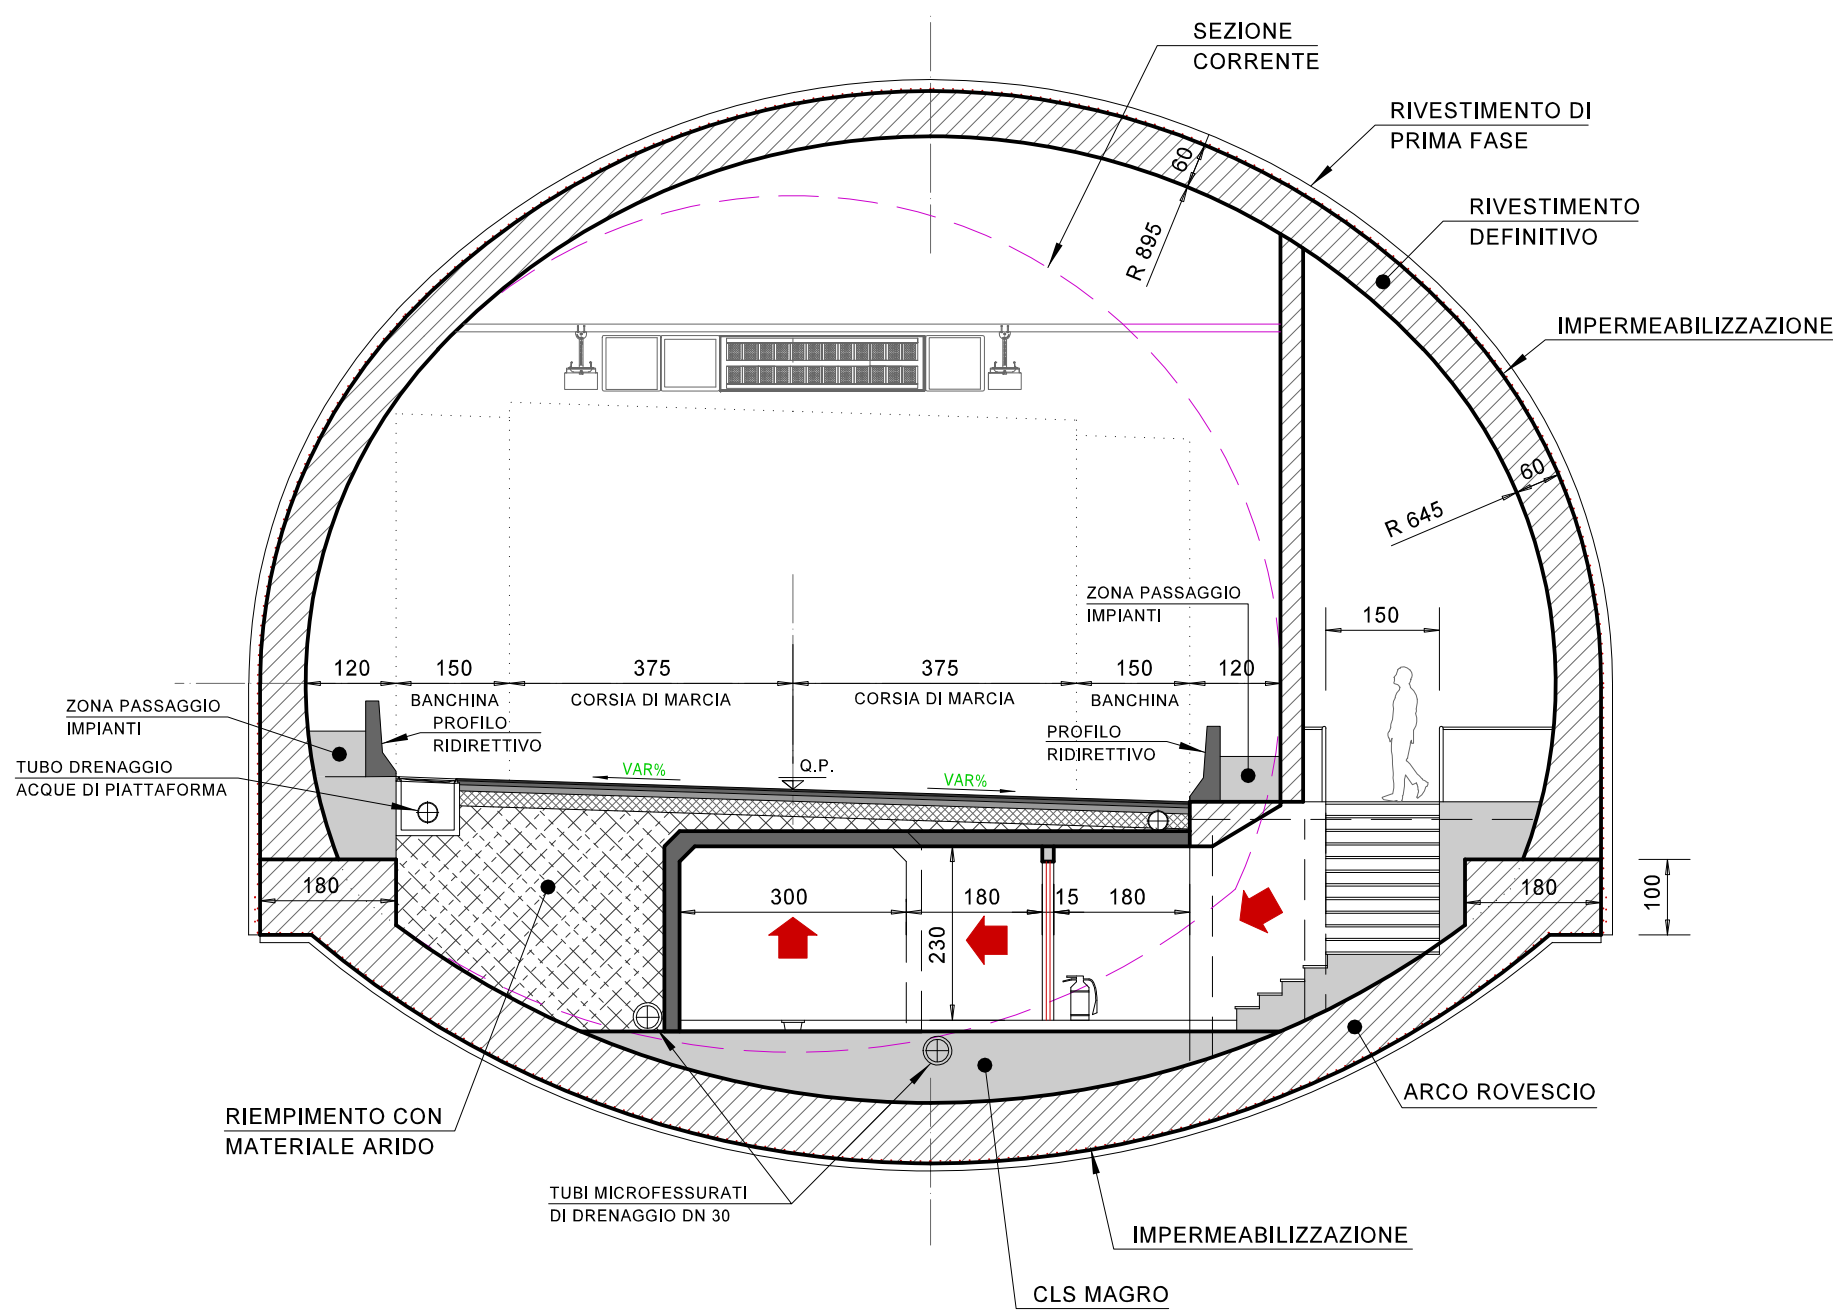 SEZIONE
CORRENTE
RIVESTIMENTO DI
PRIMA FASE
60
R 895
RIVESTIMENTO
DEFINITIVO
IMPERMEABILIZZAZIONE
60
R 645
ZONA PASSAGGIO
IMPIANTI
150
120
150
375
375
150
120
BANCHINA
CORSIA DI MARCIA
CORSIA DI MARCIA
BANCHINA
ZONA PASSAGGIO
IMPIANTI
PROFILO
RIDIRETTIVO
PROFILO
RIDIRETTIVO
TUBO DRENAGGIO
ACQUE DI PIATTAFORMA
VAR%
Q.P.
VAR%
180
300
180
15
180
230
180
100
RIEMPIMENTO CON
MATERIALE ARIDO
ARCO ROVESCIO
TUBI MICROFESSURATI
DI DRENAGGIO DN 30
IMPERMEABILIZZAZIONE
CLS MAGRO